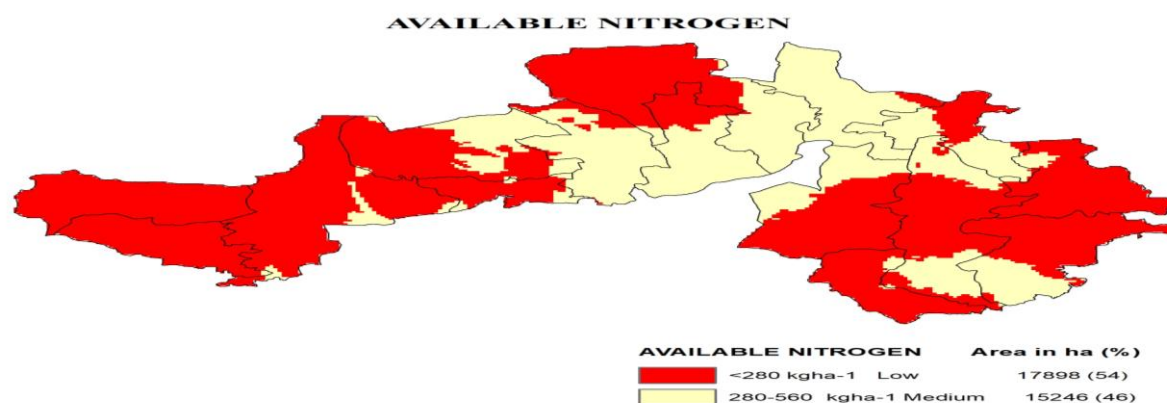 AVAILABLE NITROGEN
AVAILABLE NITROGEN Area in ha (%)
<280 kgha-1 Low 17898 (54)
280-560 kgha-1 Medium 15246 (46)